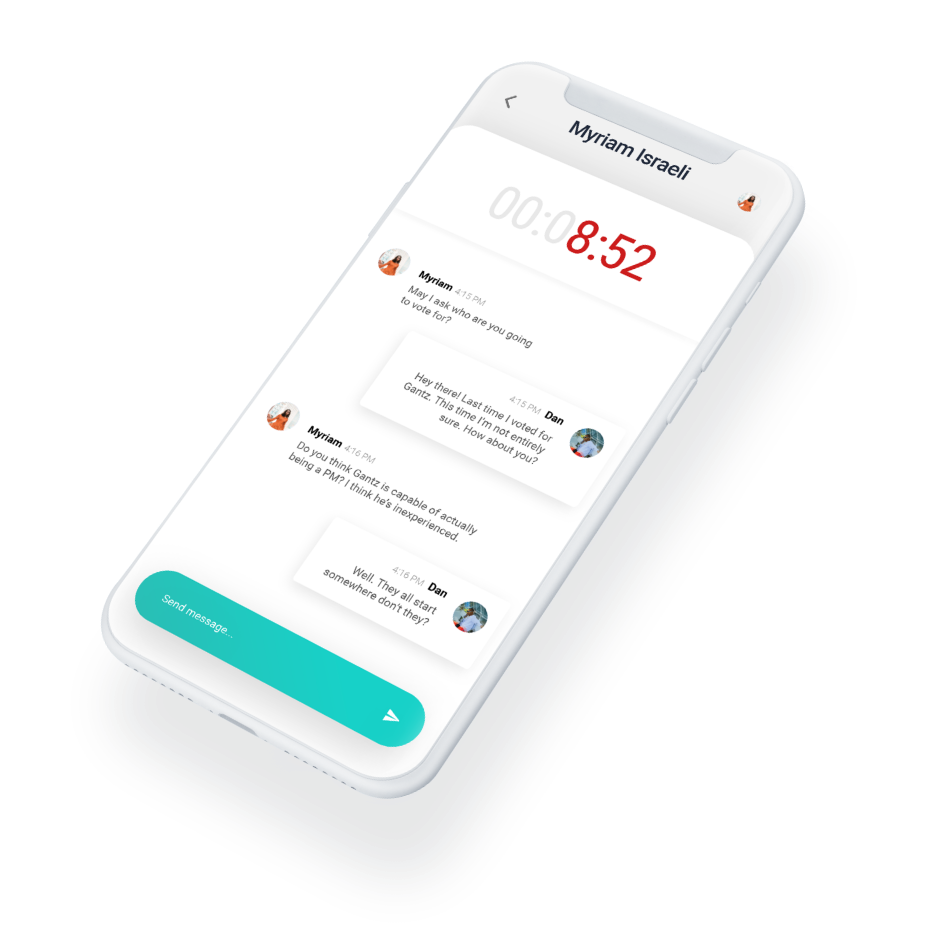 Myriam Israeli
00:08:52
Myriam 4:15 PM
May I ask who are you going
to vote for?
4:15 PM Dan
Hey there! Last time I voted for
Gantz. This time I'm not entirely
sure. How about you?
Myriam 4:16 PM
Do you think Gantz is capable of actually
being a PM? I think he's inexperienced.
4:16 PM Dan
Well. They all start
somewhere don't they?
Send message...